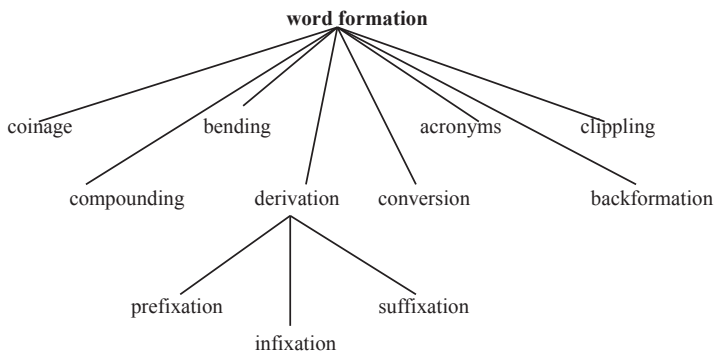 word formation
coinage bending acronyms clippling
compounding derivation conversion backformation
prefixation suffixation
infixation